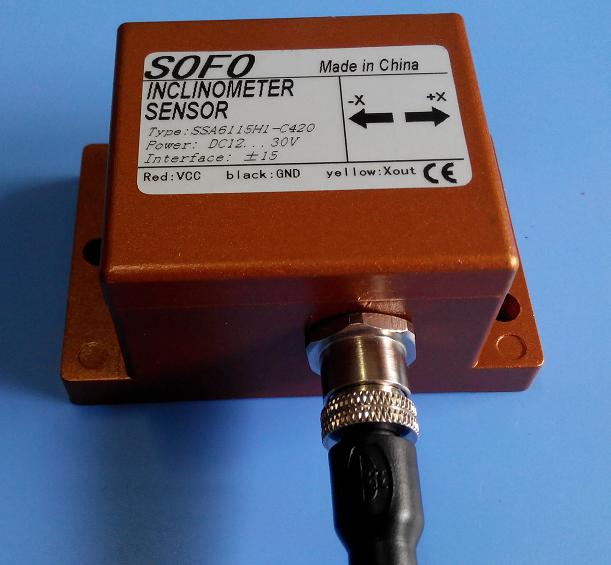 SOFO Made in China
INCLINOMETER
SENSOR
-X +X
Type:SSA6115H1-C420
Power: DC12...30V
Interface: ±15
Red:VCC black:GND yellow:Xout CE